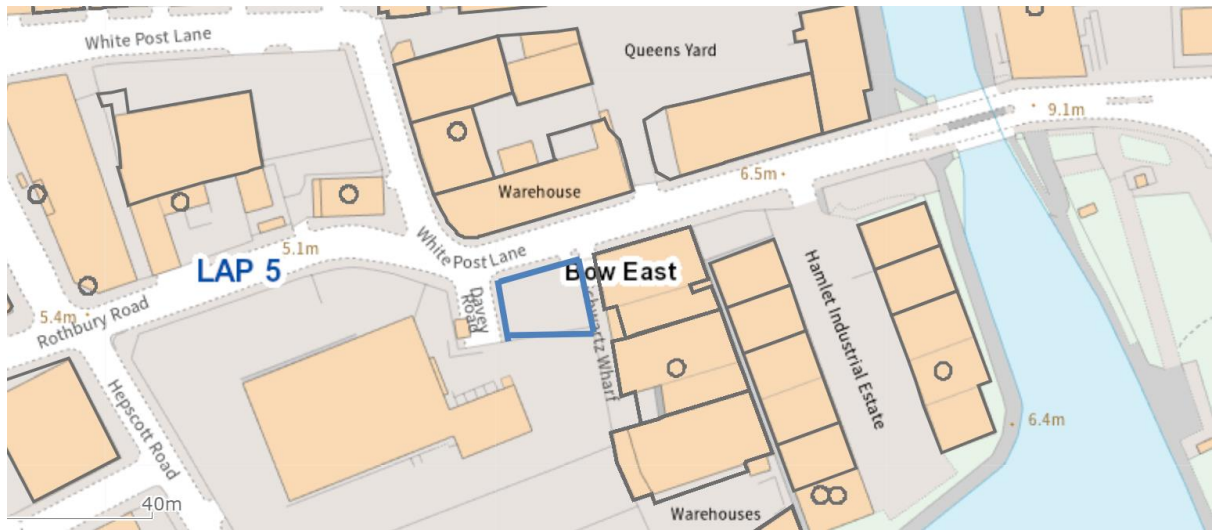 White Post Lane
Queens Yard
9.1m
6.5m
Warehouse
5.1m
White Post Lane
LAP 5
Bow East
Davey
Road
5.4m
Rothbury Road
Schwartz Wharf
Hamlet Industrial Estate
Hepscott Road
6.4m
40m
Warehouses